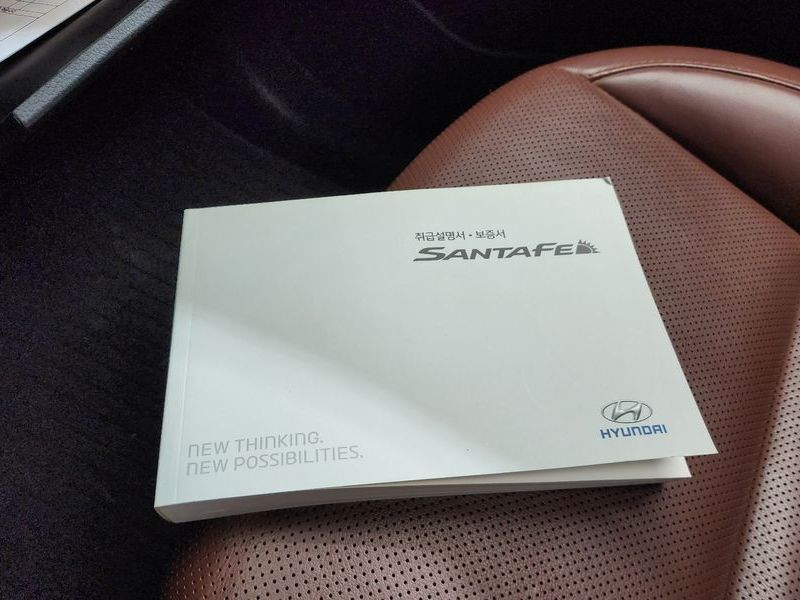 취급설명서 • 보증서
SANTAFE
HYUNDAI
NEW THINKING.
NEW POSSIBILITIES.